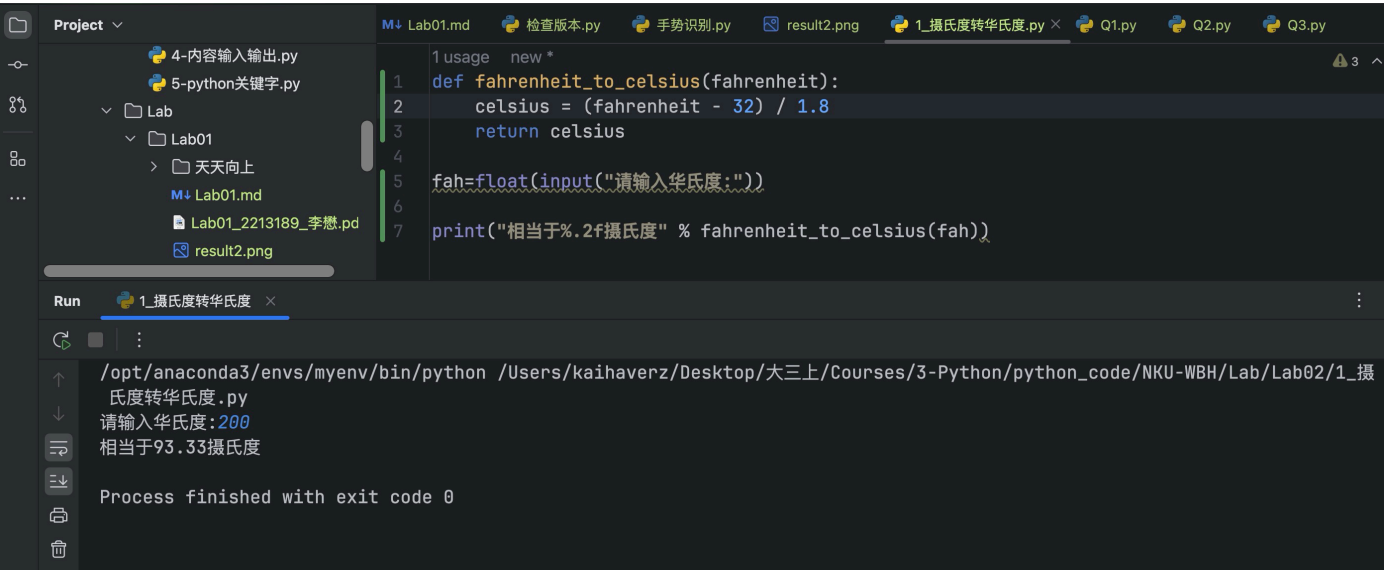 Project
4-内容输入输出.py
5-python关键字.py
Lab
Lab01
天天向上
M↓ Lab01.md
Lab01_2213189_李懋.pd
result2.png
M↓ Lab01.md 检查版本.py 手势识别.py result2.png 1_摄氏度转华氏度.py Q1.py Q2.py Q3.py
1 usage new *
3
1 def fahrenheit_to_celsius(fahrenheit):
2 celsius = (fahrenheit - 32) / 1.8
3 return celsius
4
5 fah=float(input("请输入华氏度:"))
6
7 print("相当于%.2f摄氏度" % fahrenheit_to_celsius(fah))
Run 1_摄氏度转华氏度
/opt/anaconda3/envs/myenv/bin/python /Users/kaihaverz/Desktop/大三上/Courses/3-Python/python_code/NKU-WBH/Lab/Lab02/1_摄
氏度转华氏度.py
请输入华氏度:200
相当于93.33摄氏度
Process finished with exit code 0